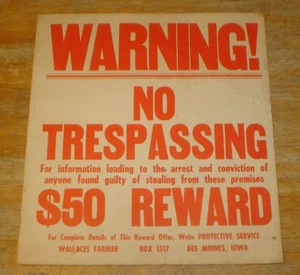 WARNING!
NO
TRESPASSING
For information leading to the arrest and conviction of
anyone found guilty of stealing from these premises
$50 REWARD
For Complete Details of This Reward Offer, Write PROTECTIVE SERVICE
WALLACES FARMER BOX 1317 DES MOINES, IOWA